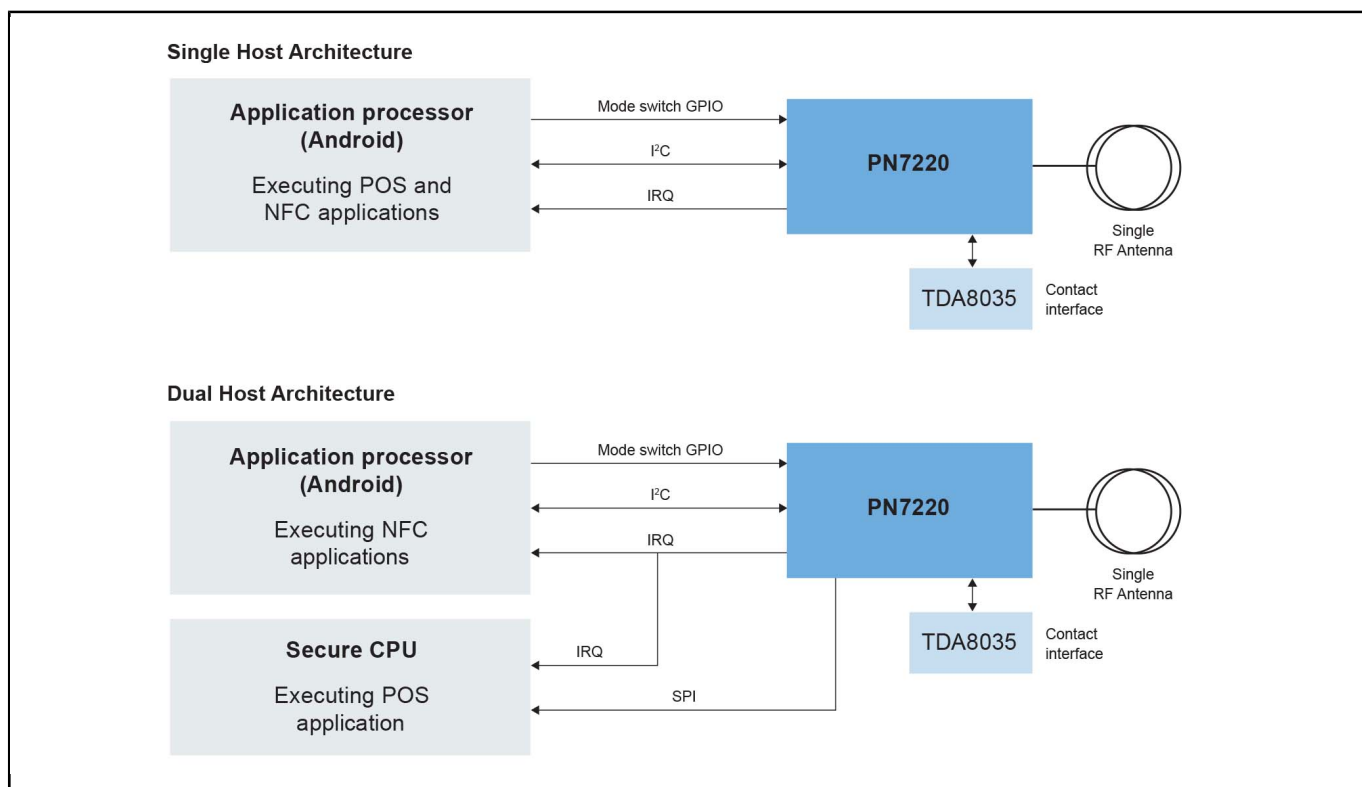 Single Host Architecture
Application processor
(Android)
Executing POS and
NFC applications
Mode switch GPIO
I²C
IRQ
PN7220
Single
RF Antenna
TDA8035
Contact
interface
Dual Host Architecture
Application processor
(Android)
Executing NFC
applications
Mode switch GPIO
I²C
IRQ
PN7220
Single
RF Antenna
TDA8035
Contact
interface
Secure CPU
Executing POS
application
IRQ
SPI